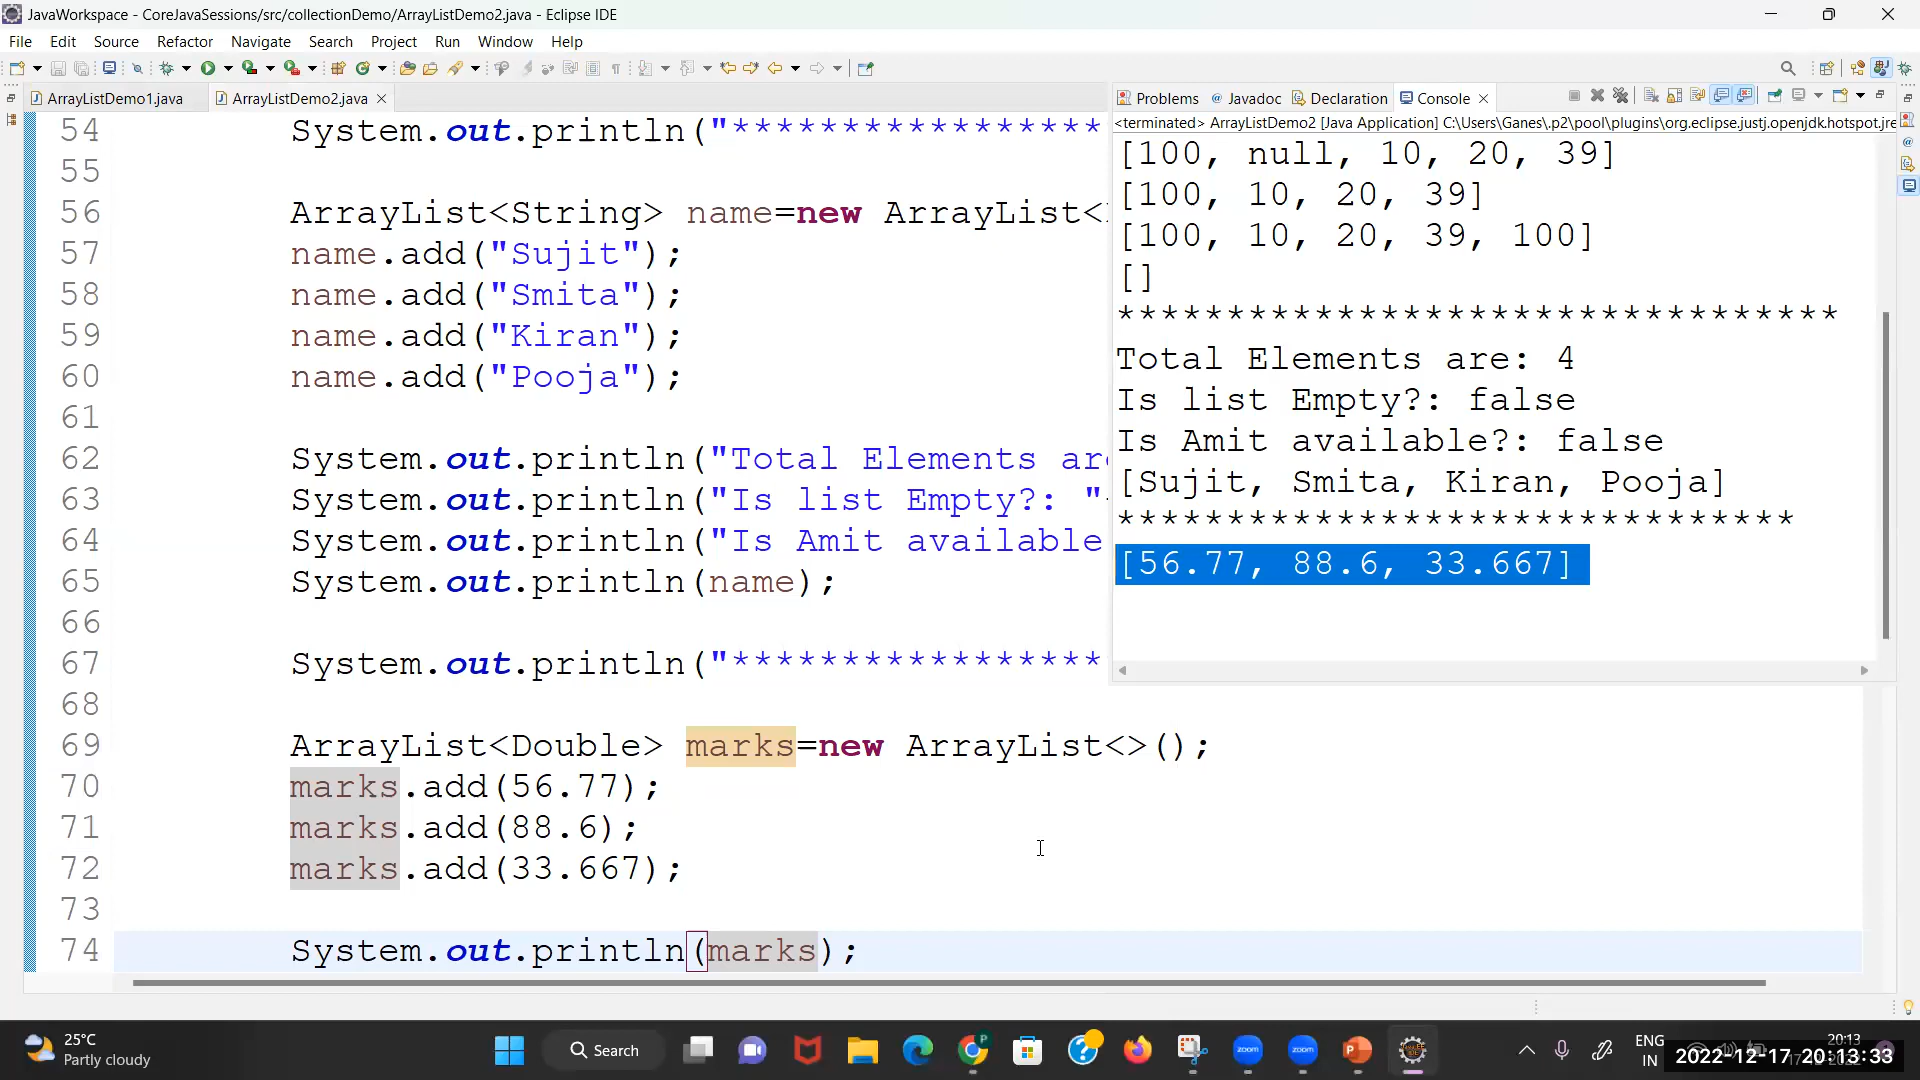 JavaWorkspace - CoreJavaSessions/src/collectionDemo/ArrayListDemo2.java - Eclipse IDE
File Edit Source Refactor Navigate Search Project Run Window Help
ArrayListDemo1.java ArrayListDemo2.java
54 System.out.println("*****************
55
56 ArrayList<String> name=new ArrayList<
57 name.add("Sujit");
58 name.add("Smita");
59 name.add("Kiran");
60 name.add("Pooja");
61
62 System.out.println("Total Elements are
63 System.out.println("Is list Empty?: "
64 System.out.println("Is Amit available
65 System.out.println(name);
66
67 System.out.println("*****************
68
69 ArrayList<Double> marks=new ArrayList<>();
70 marks.add(56.77);
71 marks.add(88.6);
72 marks.add(33.667);
73
74 System.out.println(marks);
Problems Javadoc Declaration Console
<terminated> ArrayListDemo2 [Java Application] C:\Users\Ganes\.p2\pool\plugins\org.eclipse.justj.openjdk.hotspot.jre
[100, null, 10, 20, 39]
[100, 10, 20, 39]
[100, 10, 20, 39, 100]
[]
*********************************
Total Elements are: 4
Is list Empty?: false
Is Amit available?: false
[Sujit, Smita, Kiran, Pooja]
*******************************
[56.77, 88.6, 33.667]
25°C
Partly cloudy
Search
ENG
IN
20:13
2022-12-17 20:13:33